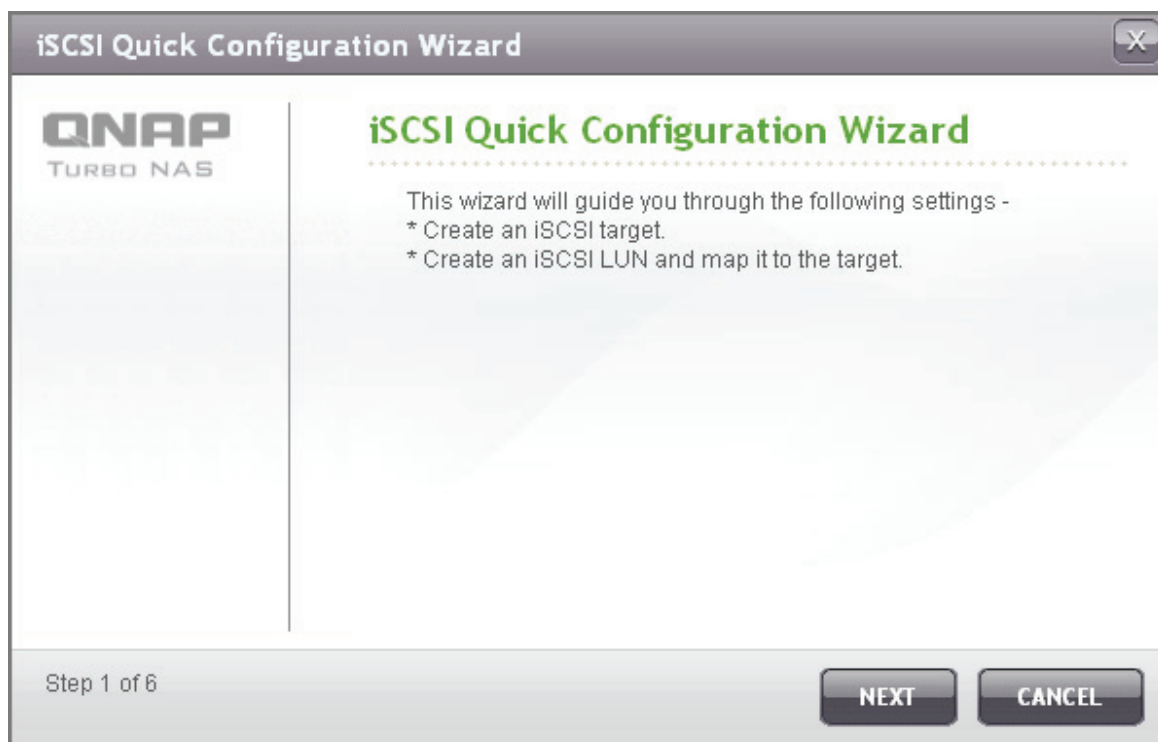 iSCSI Quick Configuration Wizard
X
QNAP
TURBO NAS
iSCSI Quick Configuration Wizard
This wizard will guide you through the following settings -
* Create an iSCSI target.
* Create an iSCSI LUN and map it to the target.
Step 1 of 6
NEXT
CANCEL